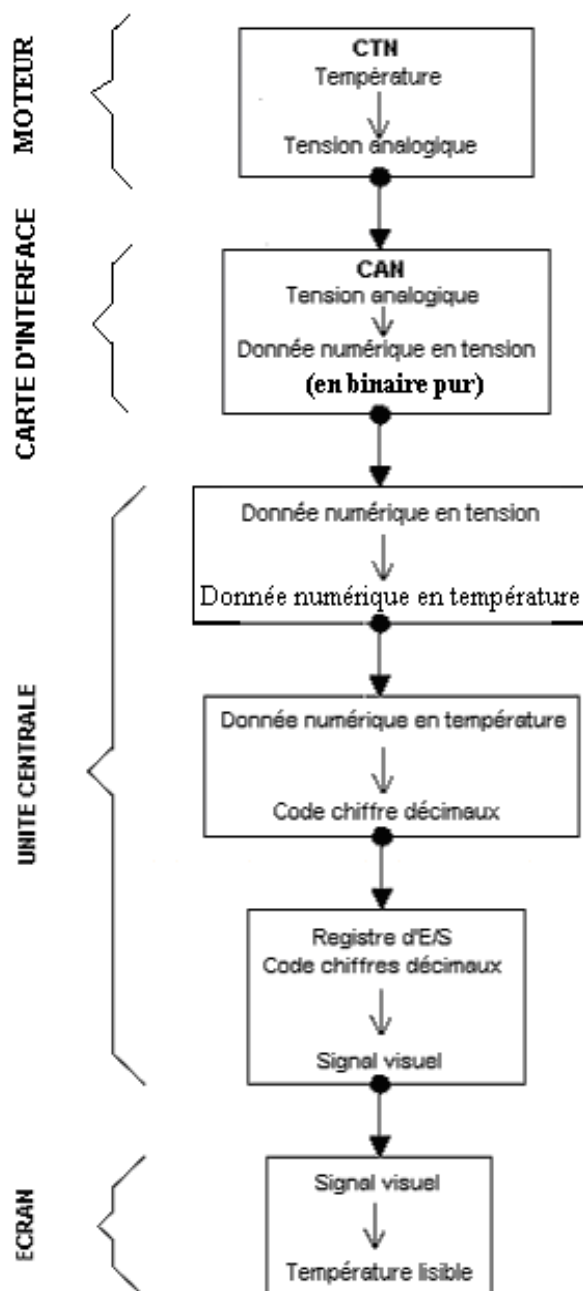 MOTEUR
CTN
Température
Tension analogique
CARTE D'INTERFACE
CAN
Tension analogique
Donnée numérique en tension
(en binaire pur)
UNITE CENTRALE
Donnée numérique en tension
Donnée numérique en température
Donnée numérique en température
Code chiffre décimaux
Registre d'E/S
Code chiffres décimaux
Signal visuel
ECRAN
Signal visuel
Température lisible